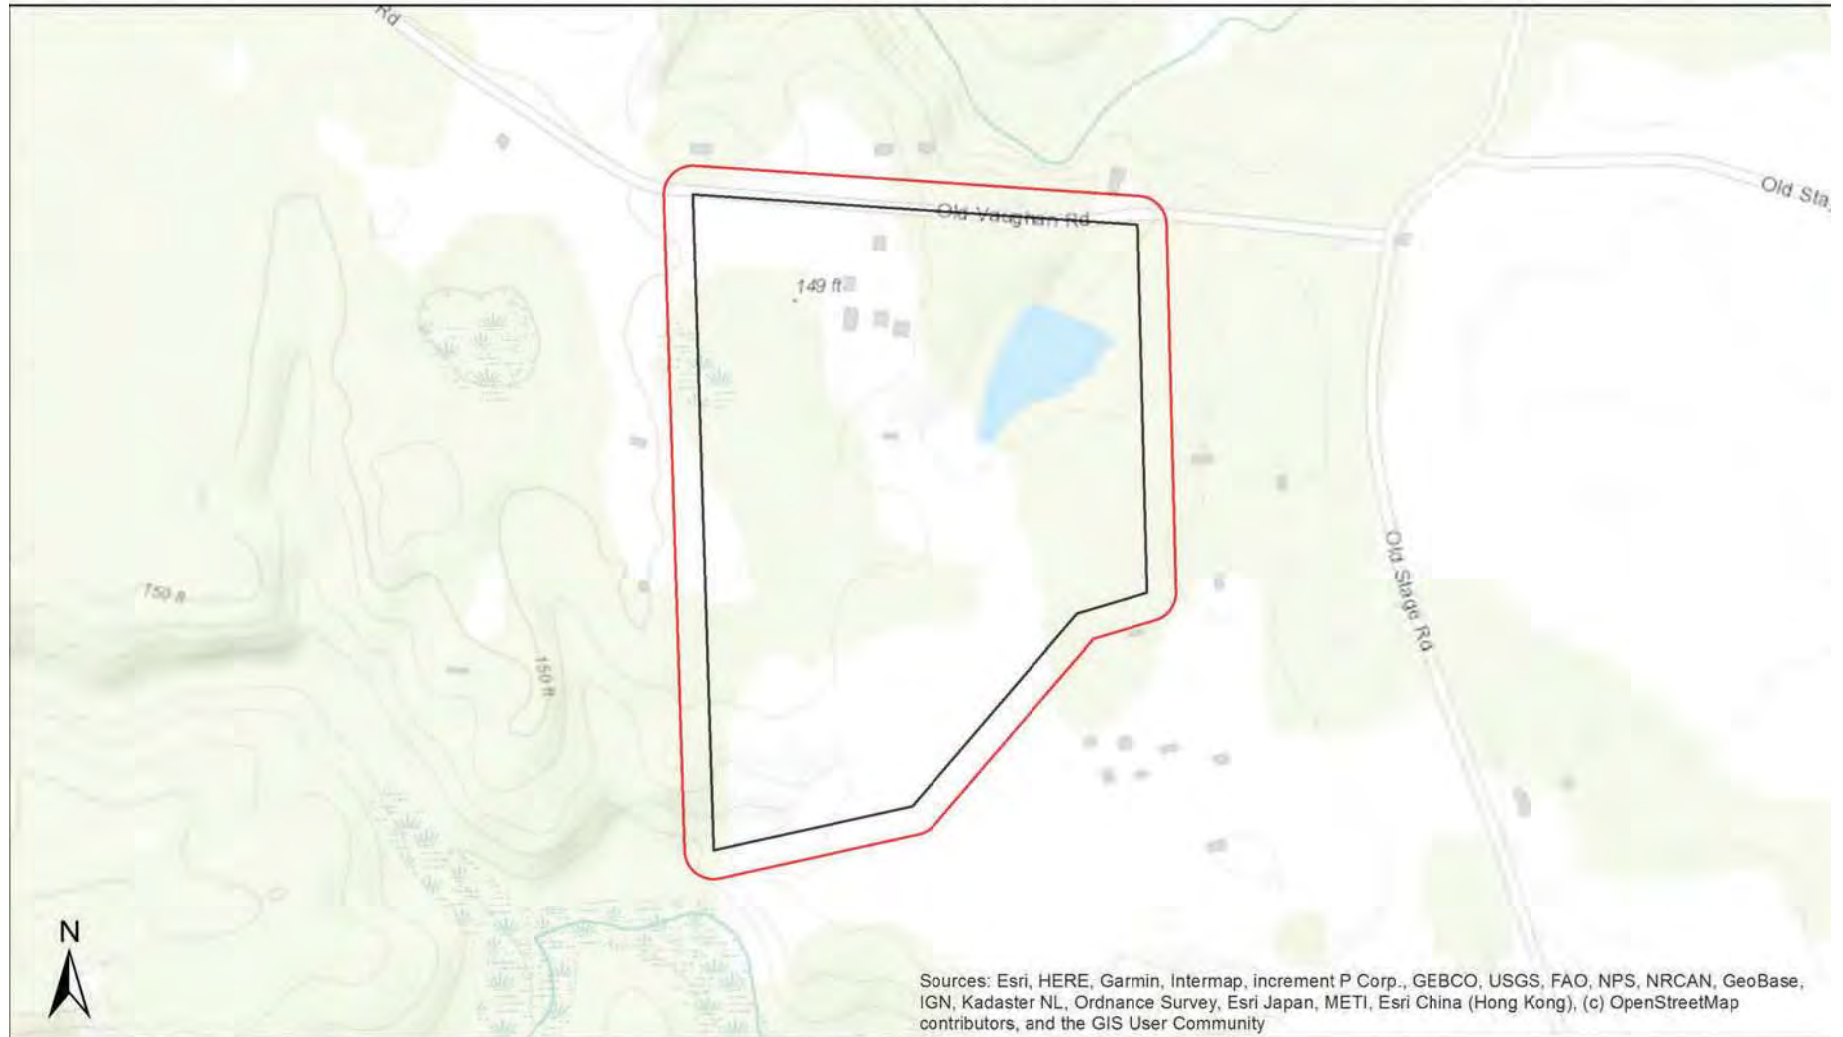 Rd
Old Sta
Old Vaughan Rd
149 ft
Old Stage Rd
150 ft
150 ft
N
Sources: Esri, HERE, Garmin, Intermap, increment P Corp., GEBCO, USGS, FAO, NPS, NRCAN, GeoBase,
IGN, Kadaster NL, Ordnance Survey, Esri Japan, METI, Esri China (Hong Kong), (c) OpenStreetMap
contributors, and the GIS User Community